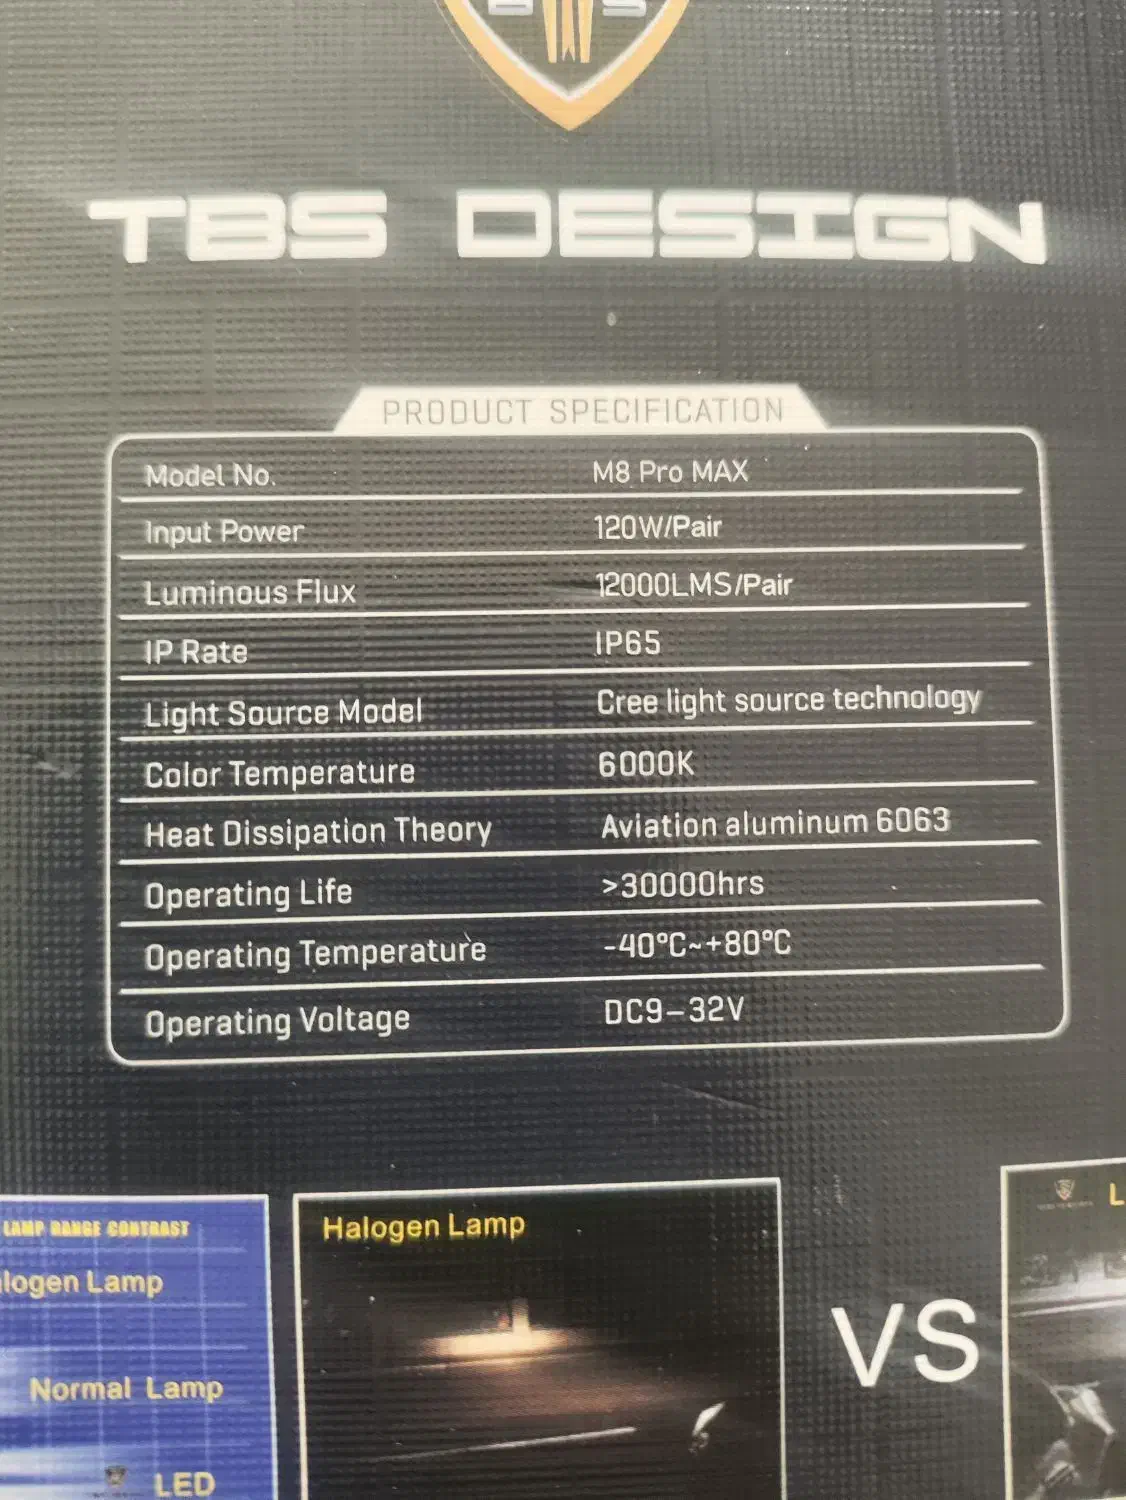 TBS DESIGN
PRODUCT SPECIFICATION
Model No. M8 Pro MAX
Input Power 120W/Pair
Luminous Flux 12000LMS/Pair
IP Rate IP65
Light Source Model Cree light source technology
Color Temperature 6000K
Heat Dissipation Theory Aviation aluminum 6063
Operating Life >30000hrs
Operating Temperature -40°C~+80°C
Operating Voltage DC9-32V
LAMP RANGE CONTRAST
logen Lamp
Normal Lamp
LED
Halogen Lamp
VS
L